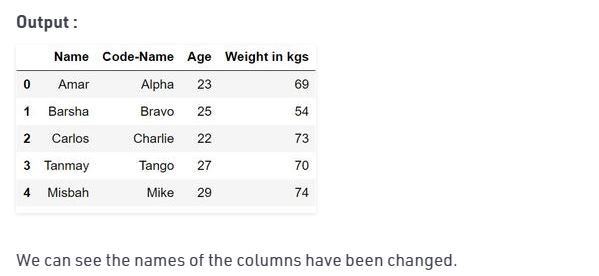 Output :
Name Code-Name Age Weight in kgs
0 Amar Alpha 23 69
1 Barsha Bravo 25 54
2 Carlos Charlie 22 73
3 Tanmay Tango 27 70
4 Misbah Mike 29 74
We can see the names of the columns have been changed.